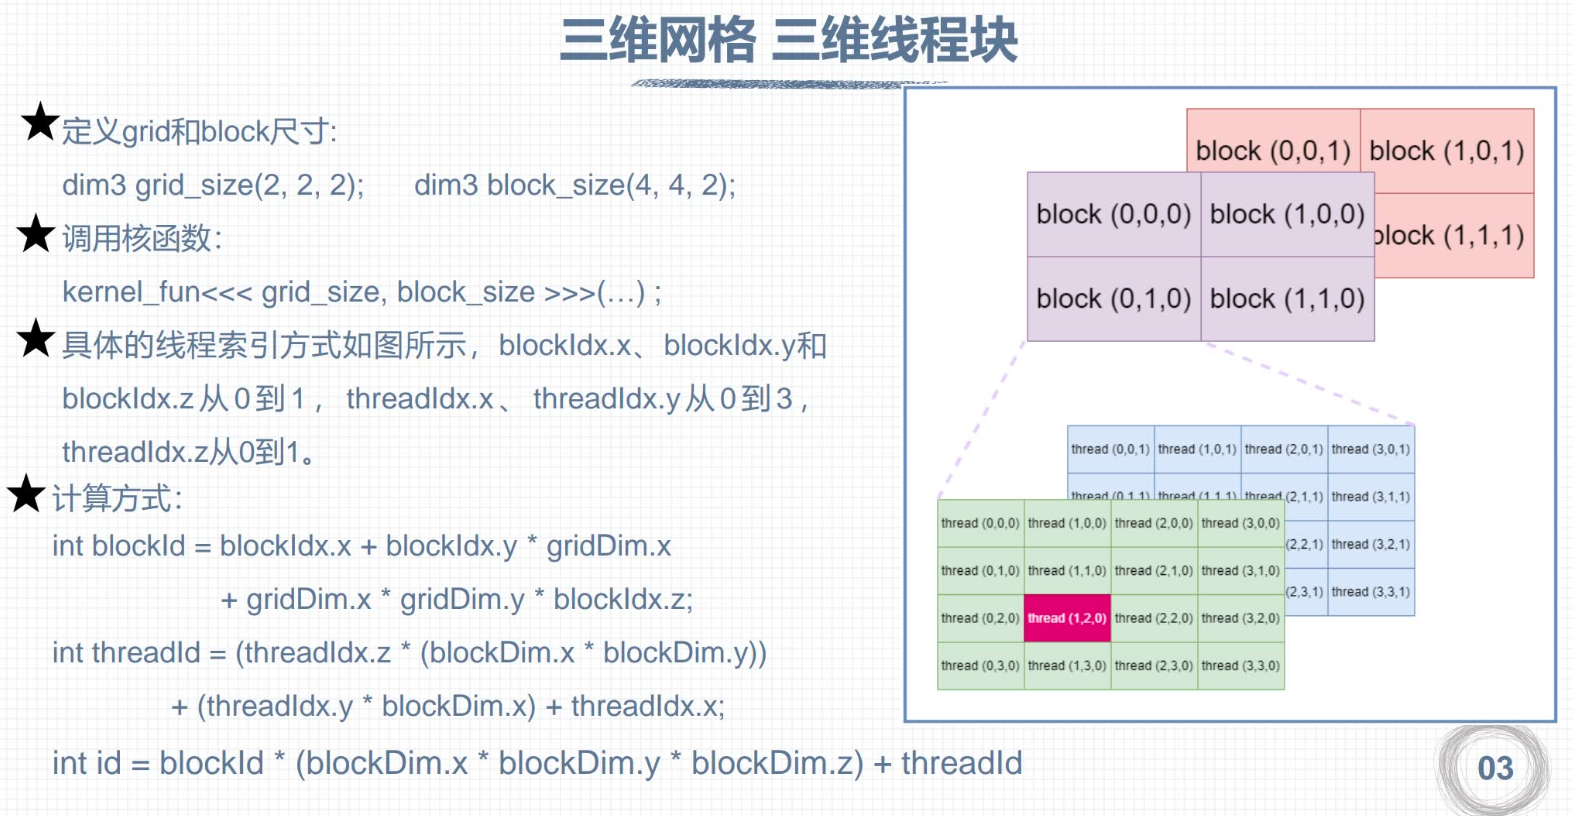 三维网格 三维线程块
定义grid和block尺寸:
dim3 grid_size(2, 2, 2); dim3 block_size(4, 4, 2);
调用核函数:
kernel_fun<<< grid_size, block_size >>>(…) ;
具体的线程索引方式如图所示，blockIdx.x、blockIdx.y和
blockIdx.z从0到1，threadIdx.x、threadIdx.y从0到3，
threadIdx.z从0到1。
计算方式:
int blockId = blockIdx.x + blockIdx.y * gridDim.x
+ gridDim.x * gridDim.y * blockIdx.z;
int threadId = (threadIdx.z * (blockDim.x * blockDim.y))
+ (threadIdx.y * blockDim.x) + threadIdx.x;
int id = blockId * (blockDim.x * blockDim.y * blockDim.z) + threadId
block (0,0,1) block (1,0,1)
block (1,1,1)
block (0,0,0) block (1,0,0)
block (0,1,0) block (1,1,0)
thread (0,0,1) thread (1,0,1) thread (2,0,1) thread (3,0,1)
thread (0,1,1) thread (1,1,1) thread (2,1,1) thread (3,1,1)
(2,2,1) thread (3,2,1)
(2,3,1) thread (3,3,1)
thread (0,0,0) thread (1,0,0) thread (2,0,0) thread (3,0,0)
thread (0,1,0) thread (1,1,0) thread (2,1,0) thread (3,1,0)
thread (0,2,0) thread (1,2,0) thread (2,2,0) thread (3,2,0)
thread (0,3,0) thread (1,3,0) thread (2,3,0) thread (3,3,0)
03